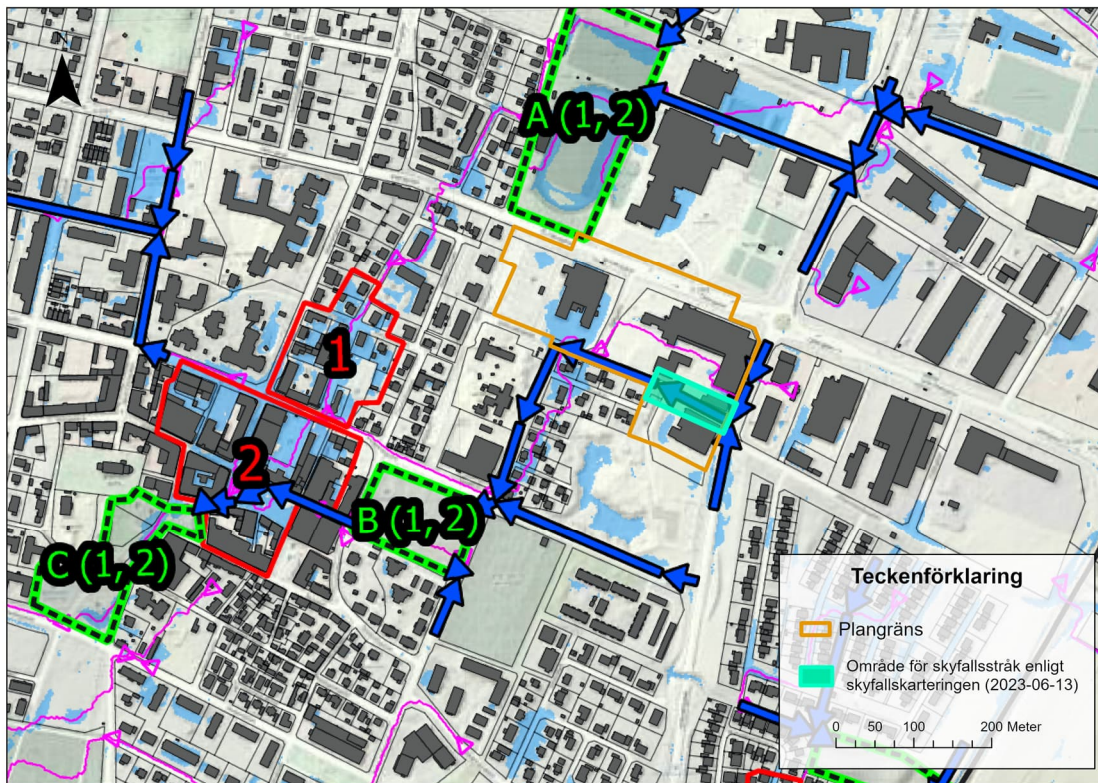 A (1, 2)
1
2
B (1, 2)
C (1, 2)
Teckenförklaring
Plangräns
Område för skyfallsstråk enligt
skyfallskarteringen (2023-06-13)
0 50 100 200 Meter